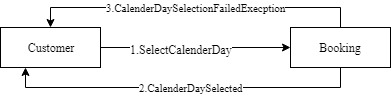 3.CalenderDaySelectionFailedExecption
Customer
1.SelectCalenderDay
Booking
2.CalenderDaySelected